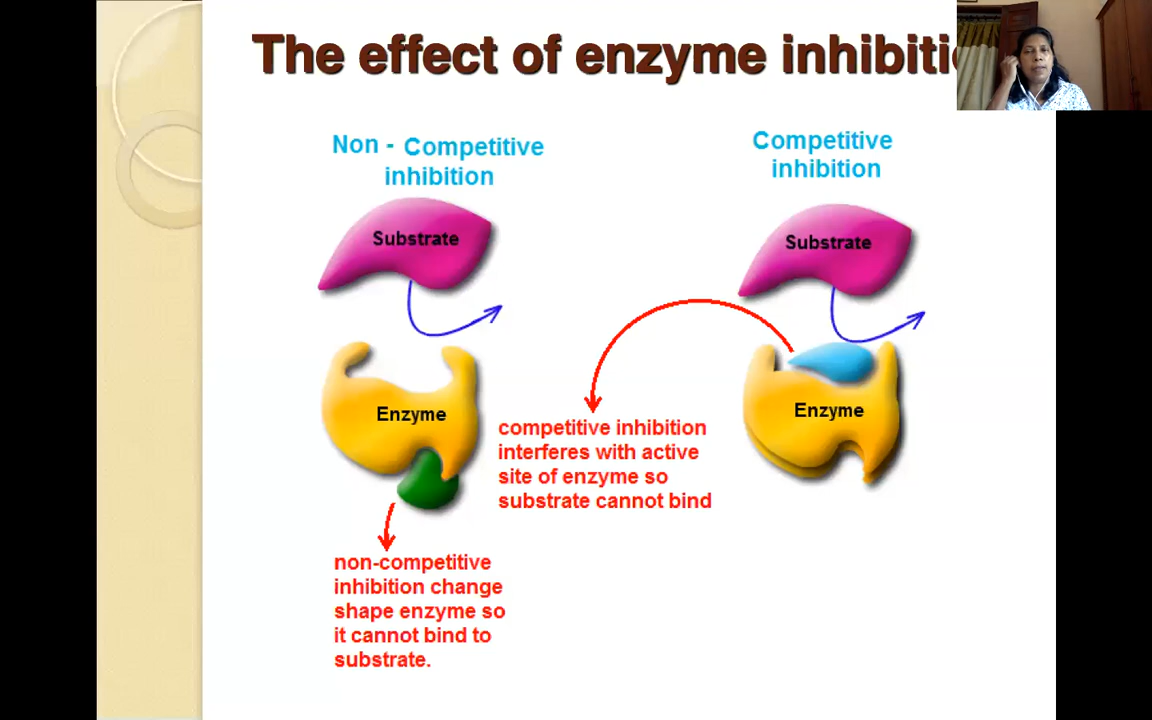 The effect of enzyme inhibiti
Non - Competitive
inhibition
Competitive
inhibition
Substrate
Substrate
Enzyme
Enzyme
competitive inhibition
interferes with active
site of enzyme so
substrate cannot bind
non-competitive
inhibition change
shape enzyme so
it cannot bind to
substrate.